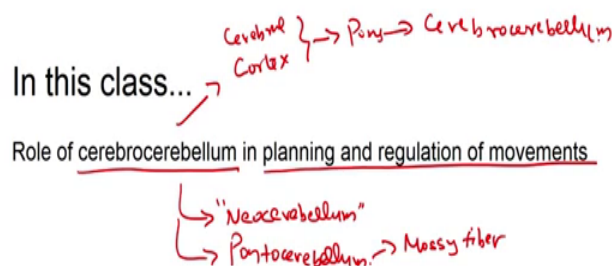 Cerebral
Cortex } → Pons → Cerebrocerebellum
In this class...
Role of cerebrocerebellum in planning and regulation of movements
→ "Neocerebellum"
→ Pontocerebellum → Mossy fiber